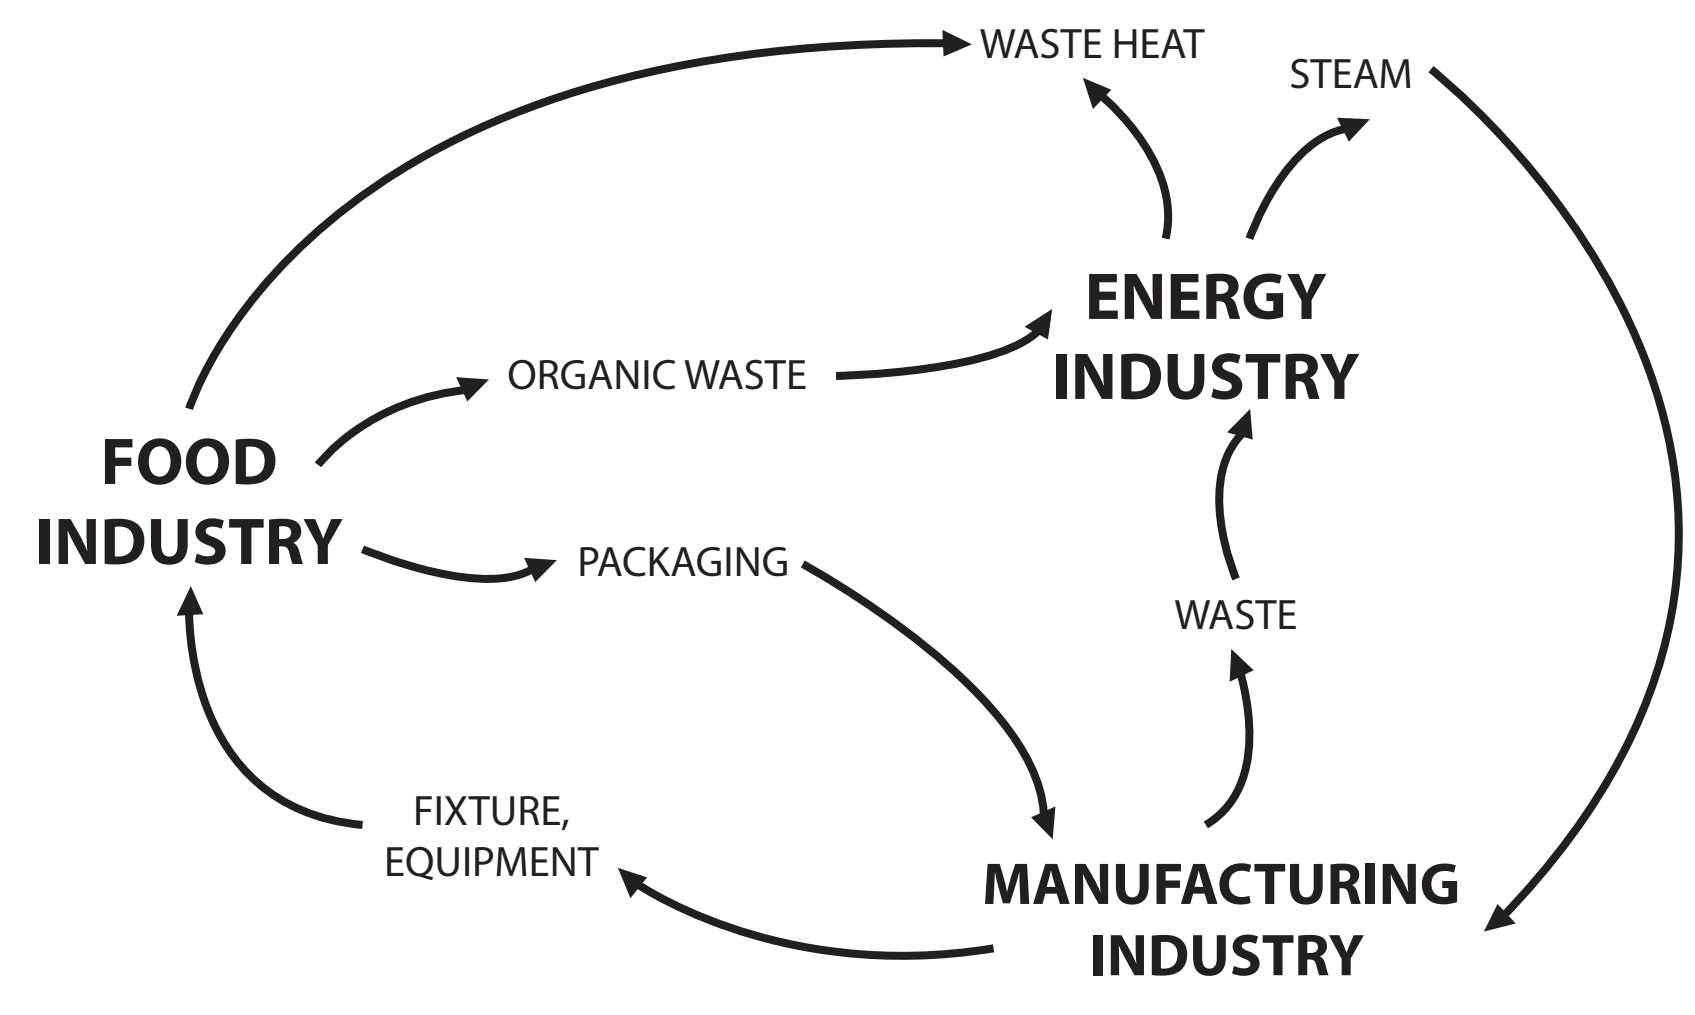 WASTE HEAT
STEAM
ENERGY
INDUSTRY
ORGANIC WASTE
FOOD
INDUSTRY
PACKAGING
WASTE
FIXTURE,
EQUIPMENT
MANUFACTURING
INDUSTRY